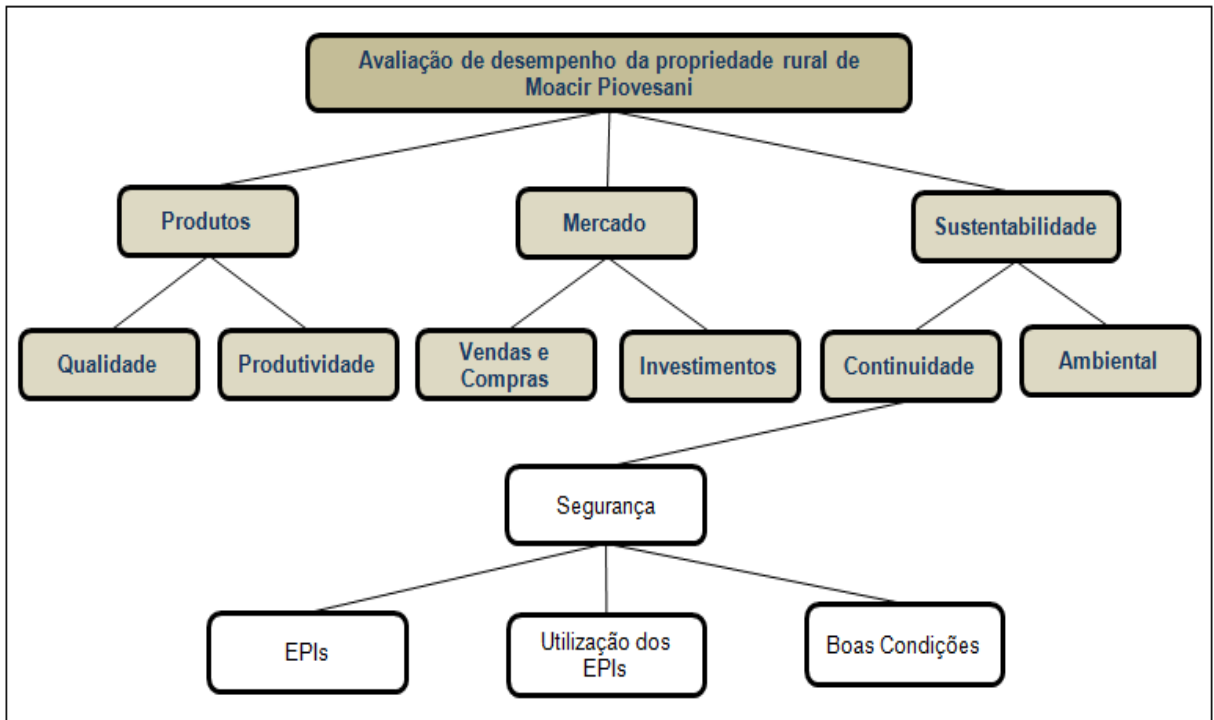 Avaliação de desempenho da propriedade rural de
Moacir Piovesani
Produtos
Mercado
Sustentabilidade
Qualidade
Produtividade
Vendas e
Compras
Investimentos
Continuidade
Ambiental
Segurança
EPIs
Utilização dos
EPIs
Boas Condições